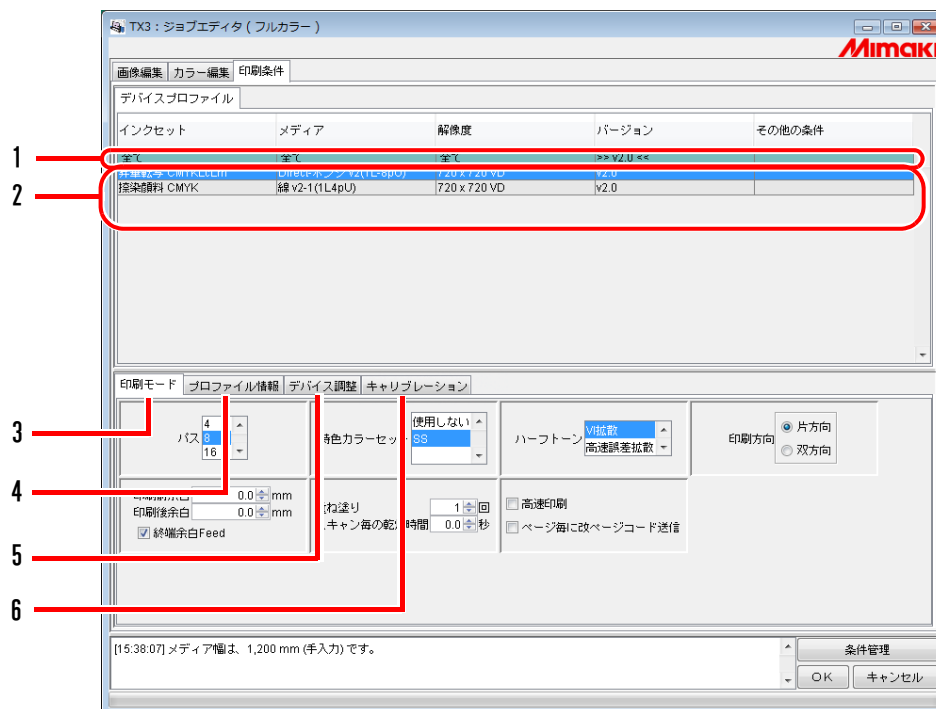 TX3：ジョブエディタ ( フルカラー )
Mimaki
画像編集 カラー編集 印刷条件
デバイスプロファイル
インクセット メディア 解像度 バージョン その他の条件
1
全て 全て 全て >> v2.0 <<
2
昇華転写 CMYKLcLm 720 x 720 VD v2.0
捺染顔料 CMYK 綿 v2-1(1L4pU) 720 x 720 VD v2.0
印刷モード プロファイル情報 デバイス調整 キャリブレーション
3
パス 4 8 16
特色カラーセット 使用しない SS
ハーフトーン VI拡散 高速誤差拡散
印刷方向 片方向 双方向
4
0.0 mm
印刷後余白 0.0 mm
終端余白Feed
ね塗り 1 回
キャン毎の乾 時間 0.0 秒
高速印刷
ページ毎に改ページコード送信
5
6
[15:38:07] メディア幅は、1,200 mm (手入力) です。
条件管理
OK キャンセル